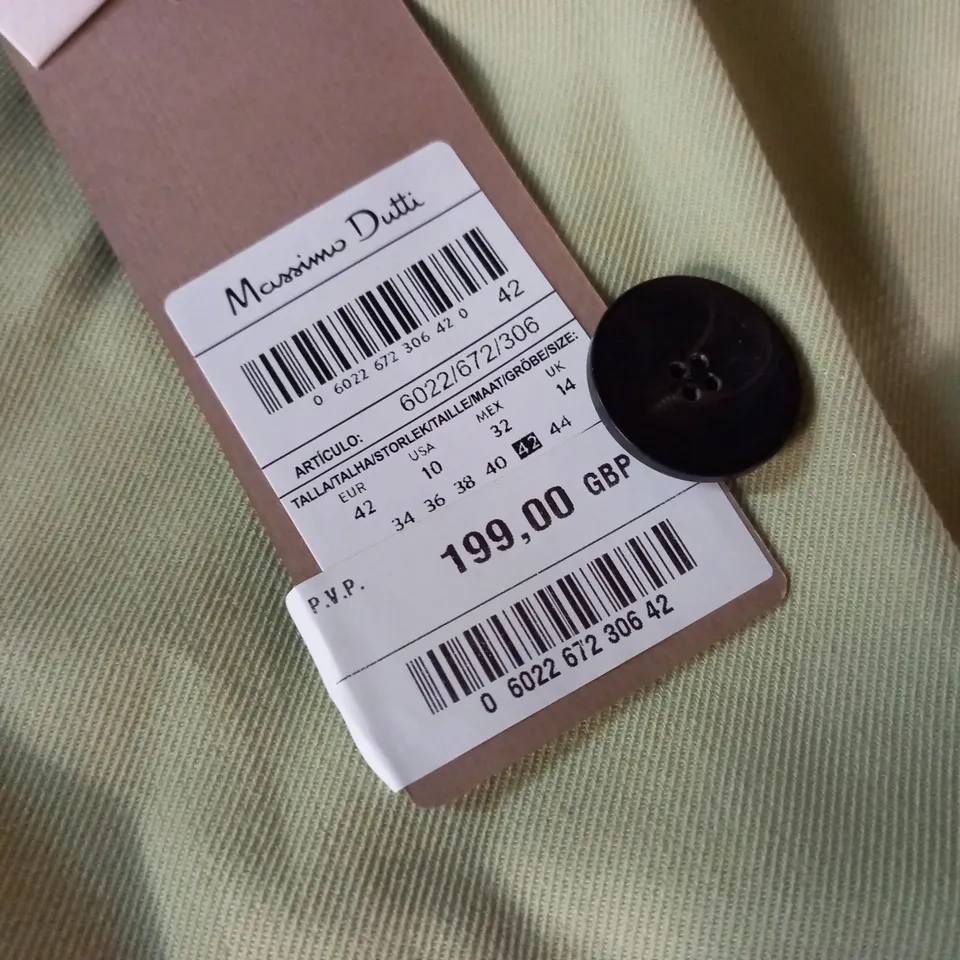 Massimo Dutti
0 6022 672 306 42 0 42
ARTÍCULO: 6022/672/306
TALLA/TALHA/STORLEK/TAILLE/MAAT/GRÖBE/SIZE:
EUR USA MEX UK
42 10 32 14
34 36 38 40 42 44
P.V.P. 199,00 GBP
0 6022 672 306 42